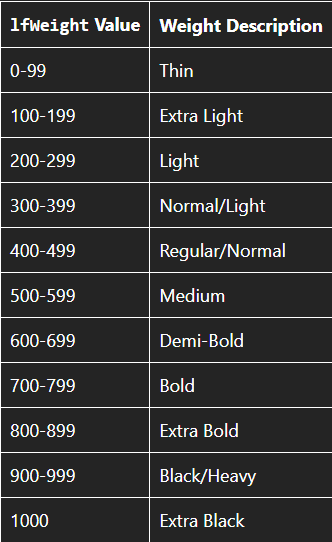 lfWeight Value Weight Description
0-99 Thin
100-199 Extra Light
200-299 Light
300-399 Normal/Light
400-499 Regular/Normal
500-599 Medium
600-699 Demi-Bold
700-799 Bold
800-899 Extra Bold
900-999 Black/Heavy
1000 Extra Black